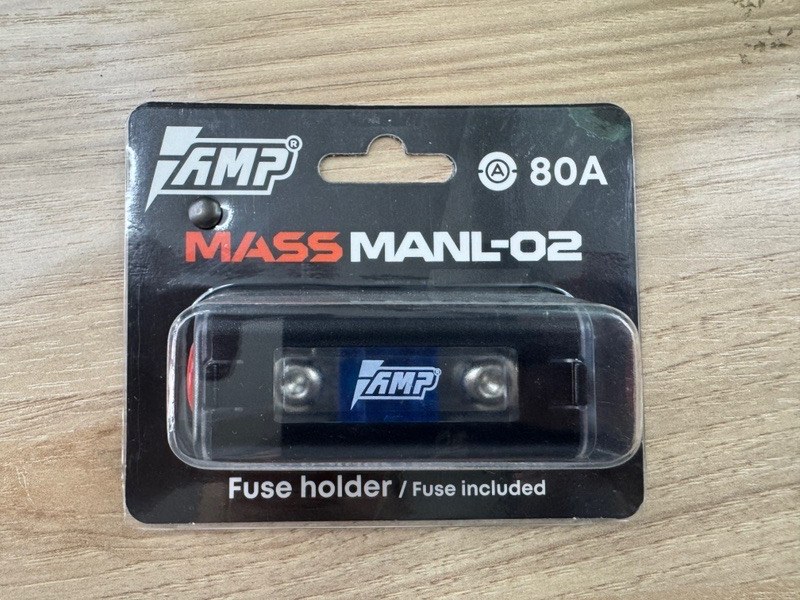 AMP®
A 80A
MASS MANL-02
AMP®
Fuse holder / Fuse included